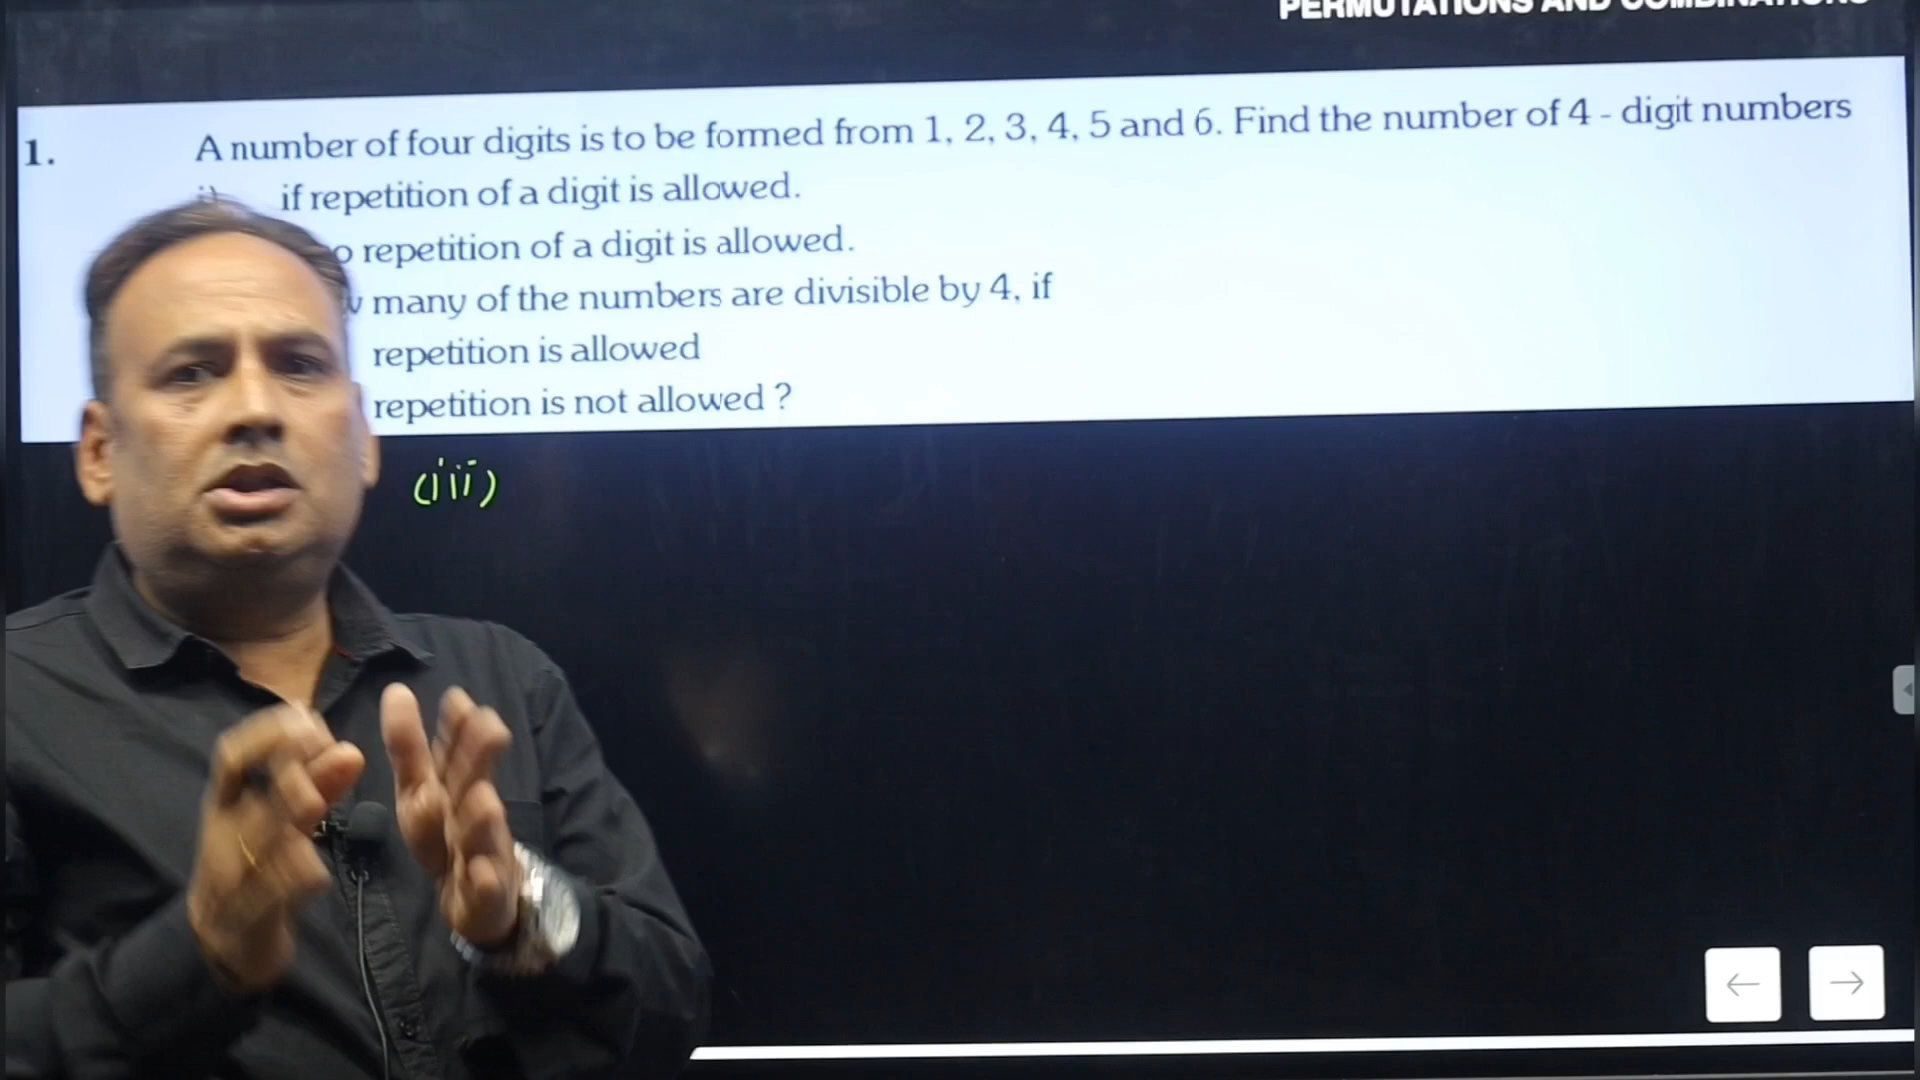 PERMUTATIONS AND COMBINATIONS
1. A number of four digits is to be formed from 1, 2, 3, 4, 5 and 6. Find the number of 4 - digit numbers
if repetition of a digit is allowed.
repetition of a digit is allowed.
many of the numbers are divisible by 4, if
repetition is allowed
repetition is not allowed ?
(iii)